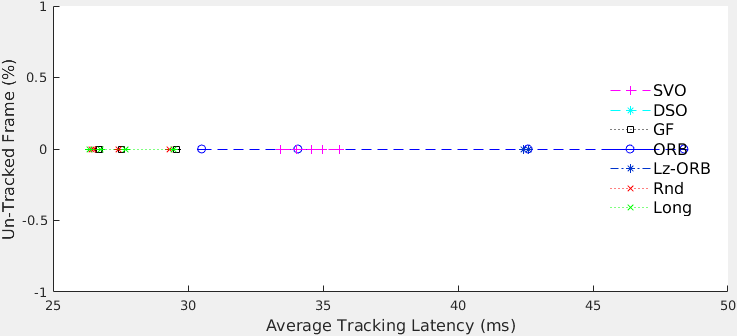 1
0.5
0
-0.5
-1
Un-Tracked Frame (%)
SVO
DSO
GF
ORB
Lz-ORB
Rnd
Long
25 30 35 40 45 50
Average Tracking Latency (ms)